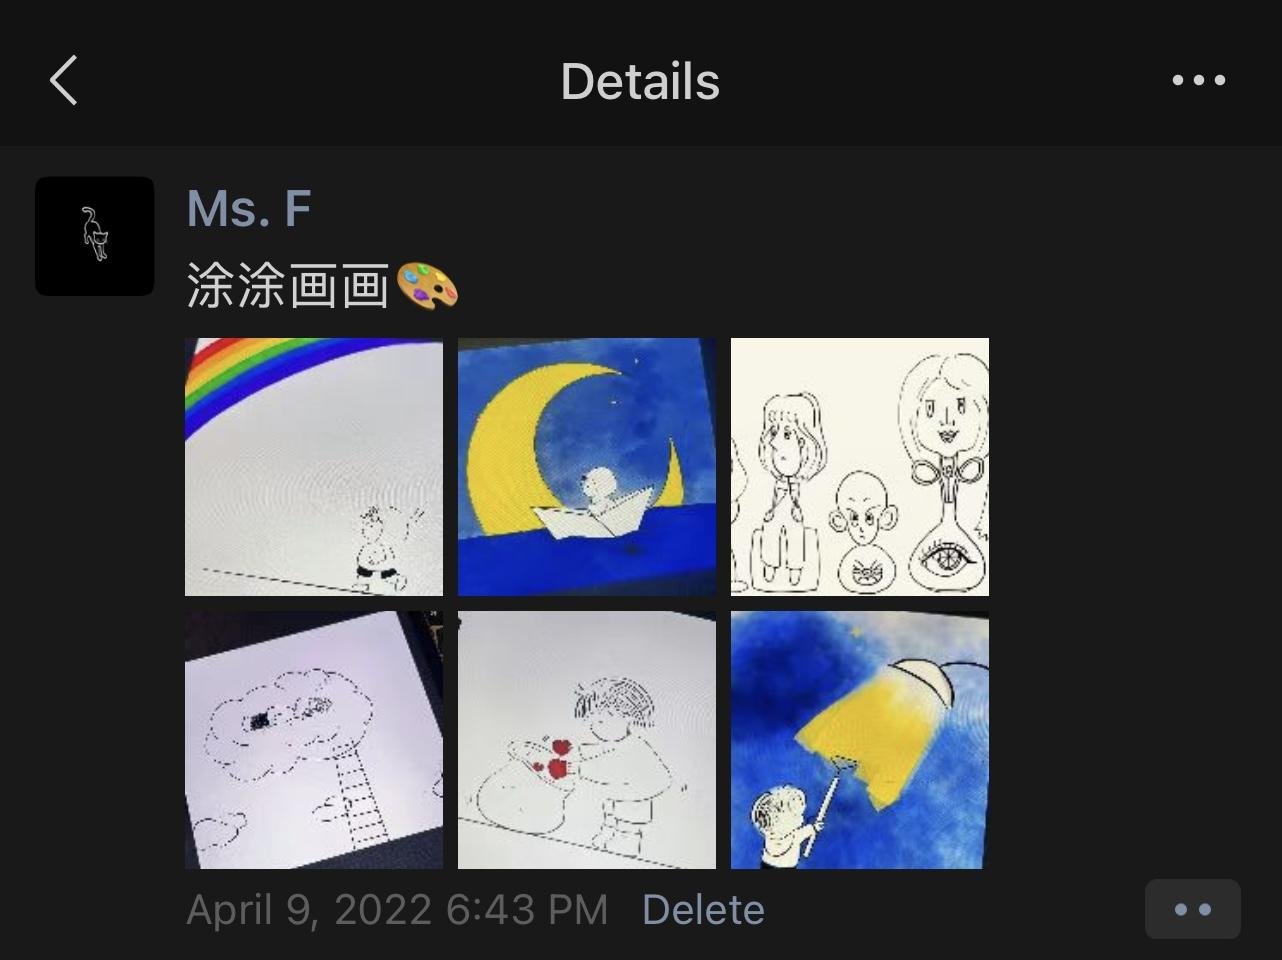 Details
Ms. F
涂涂画画🎨
April 9, 2022 6:43 PM Delete